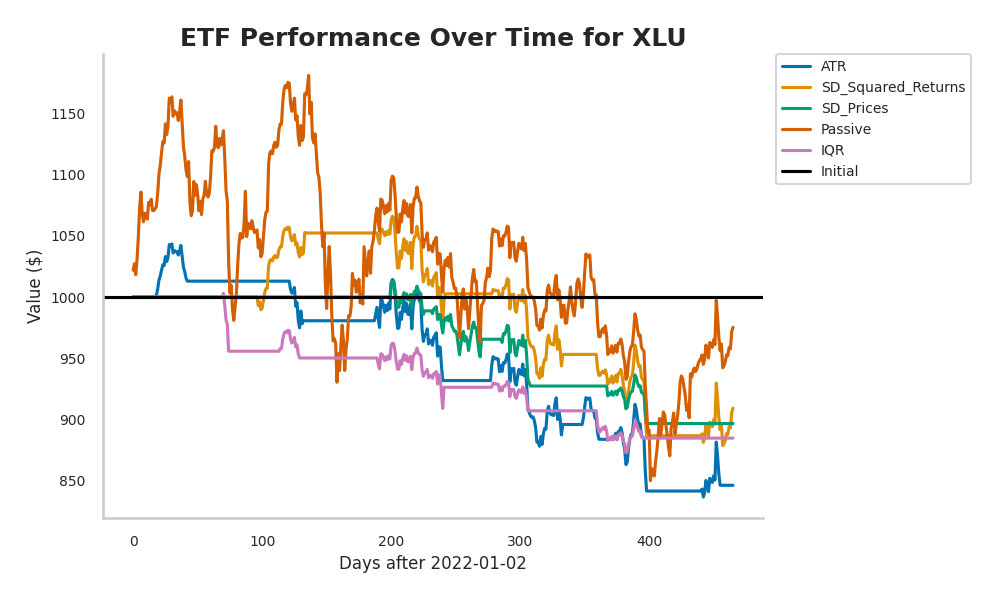 ETF Performance Over Time for XLU
ATR
SD_Squared_Returns
SD_Prices
Passive
IQR
Initial
Value ($)
1150
1100
1050
1000
950
900
850
0 100 200 300 400
Days after 2022-01-02